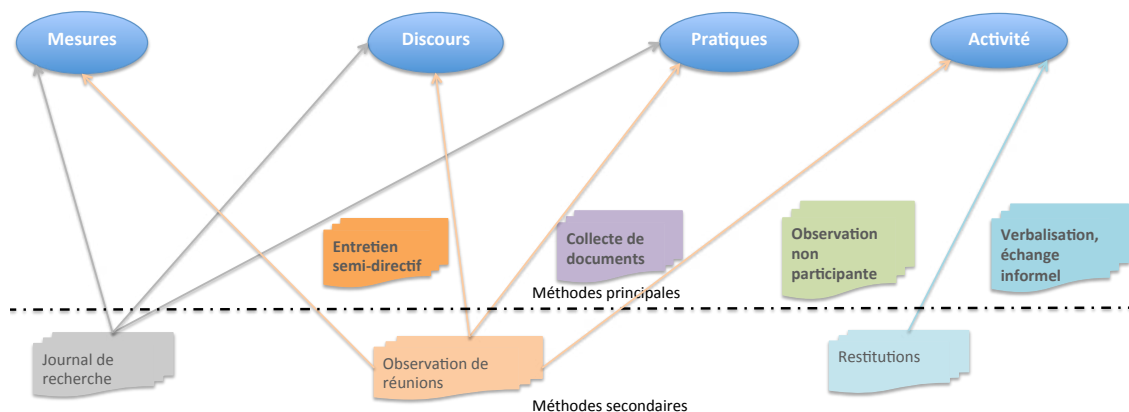 Mesures
Discours
Pratiques
Activité
Entretien
semi-directif
Collecte de
documents
Observation
non
participante
Verbalisation,
échange
informel
Méthodes principales
Journal de
recherche
Observation de
réunions
Restitutions
Méthodes secondaires